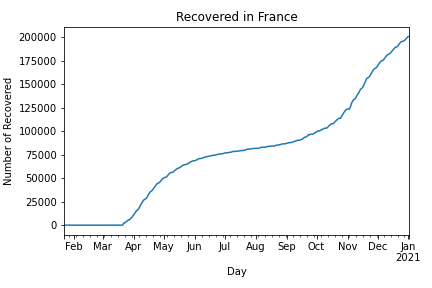 Recovered in France
200000
175000
150000
125000
100000
75000
50000
25000
0
Number of Recovered
Feb Mar Apr May Jun Jul Aug Sep Oct Nov Dec Jan
2021
Day